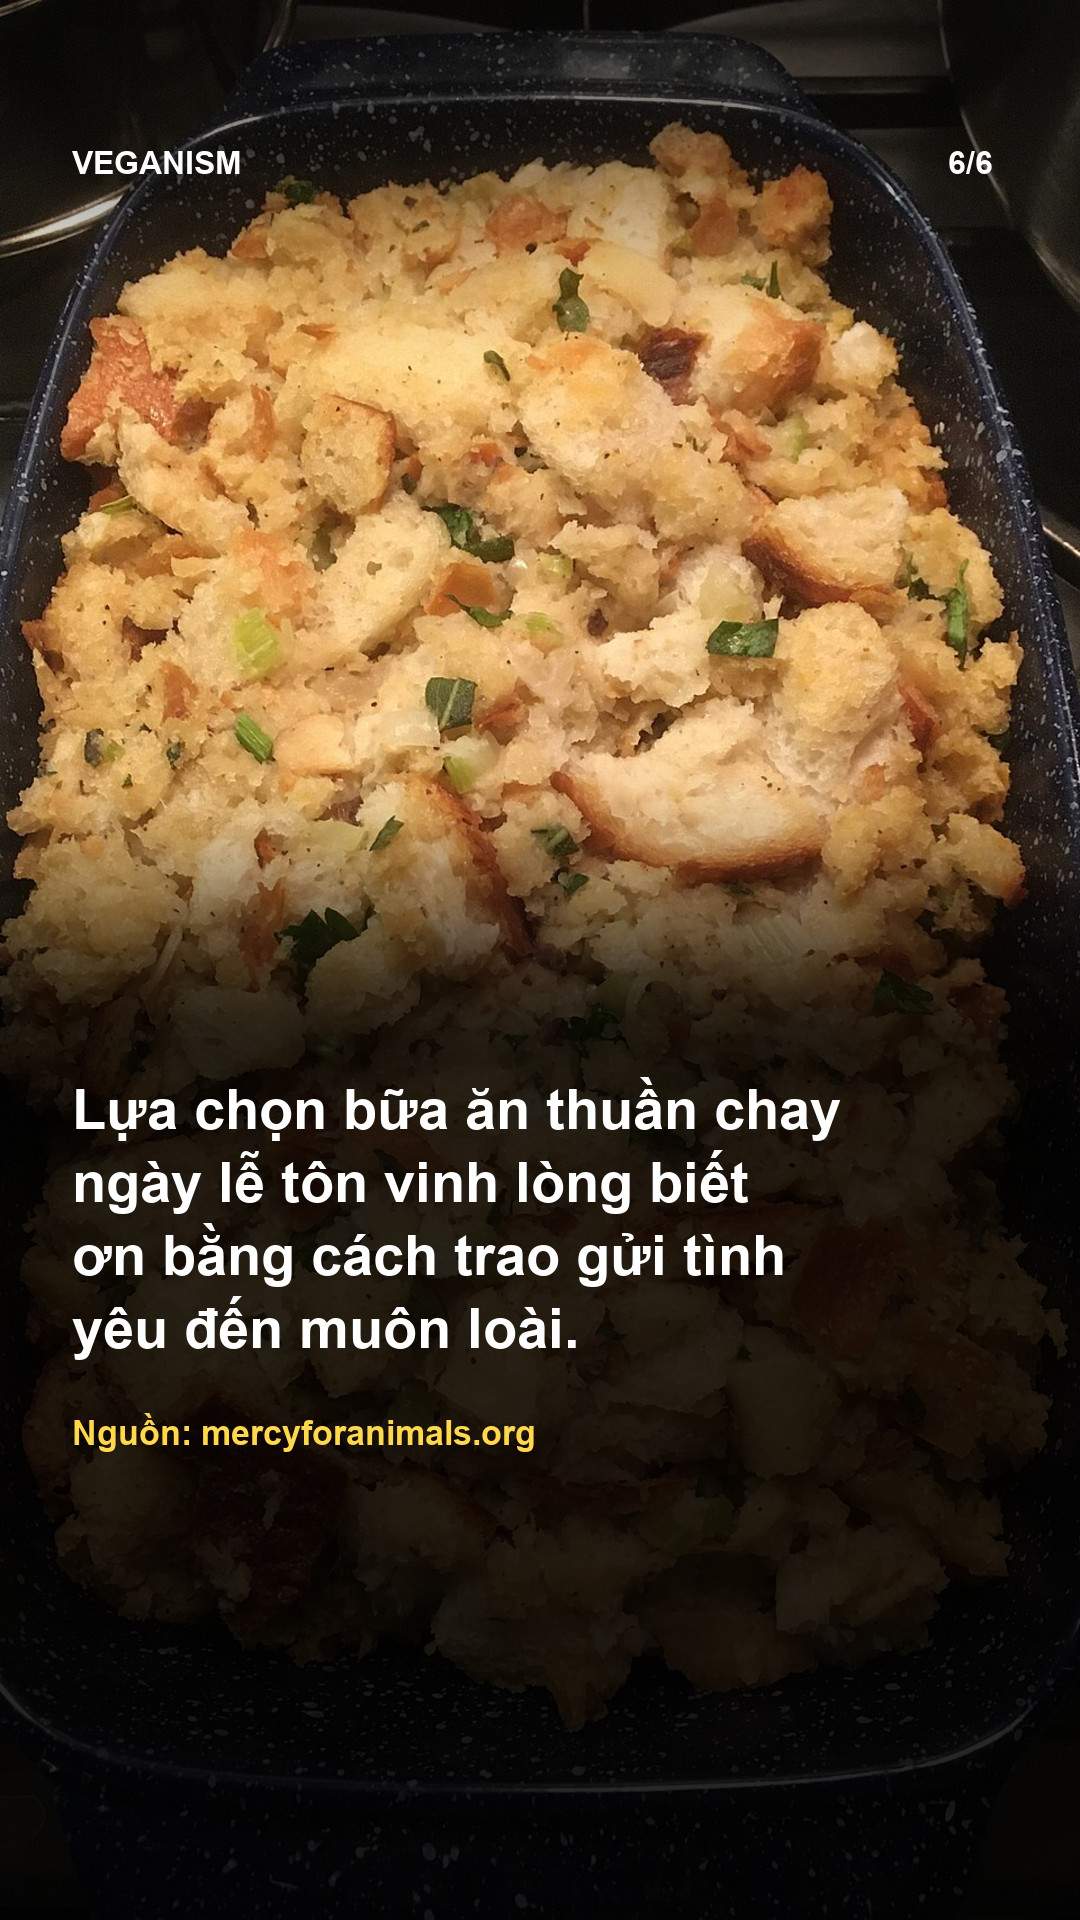 VEGANISM
6/6
Lựa chọn bữa ăn thuần chay
ngày lễ tôn vinh lòng biết
ơn bằng cách trao gửi tình
yêu đến muôn loài.
Nguồn: mercyforanimals.org